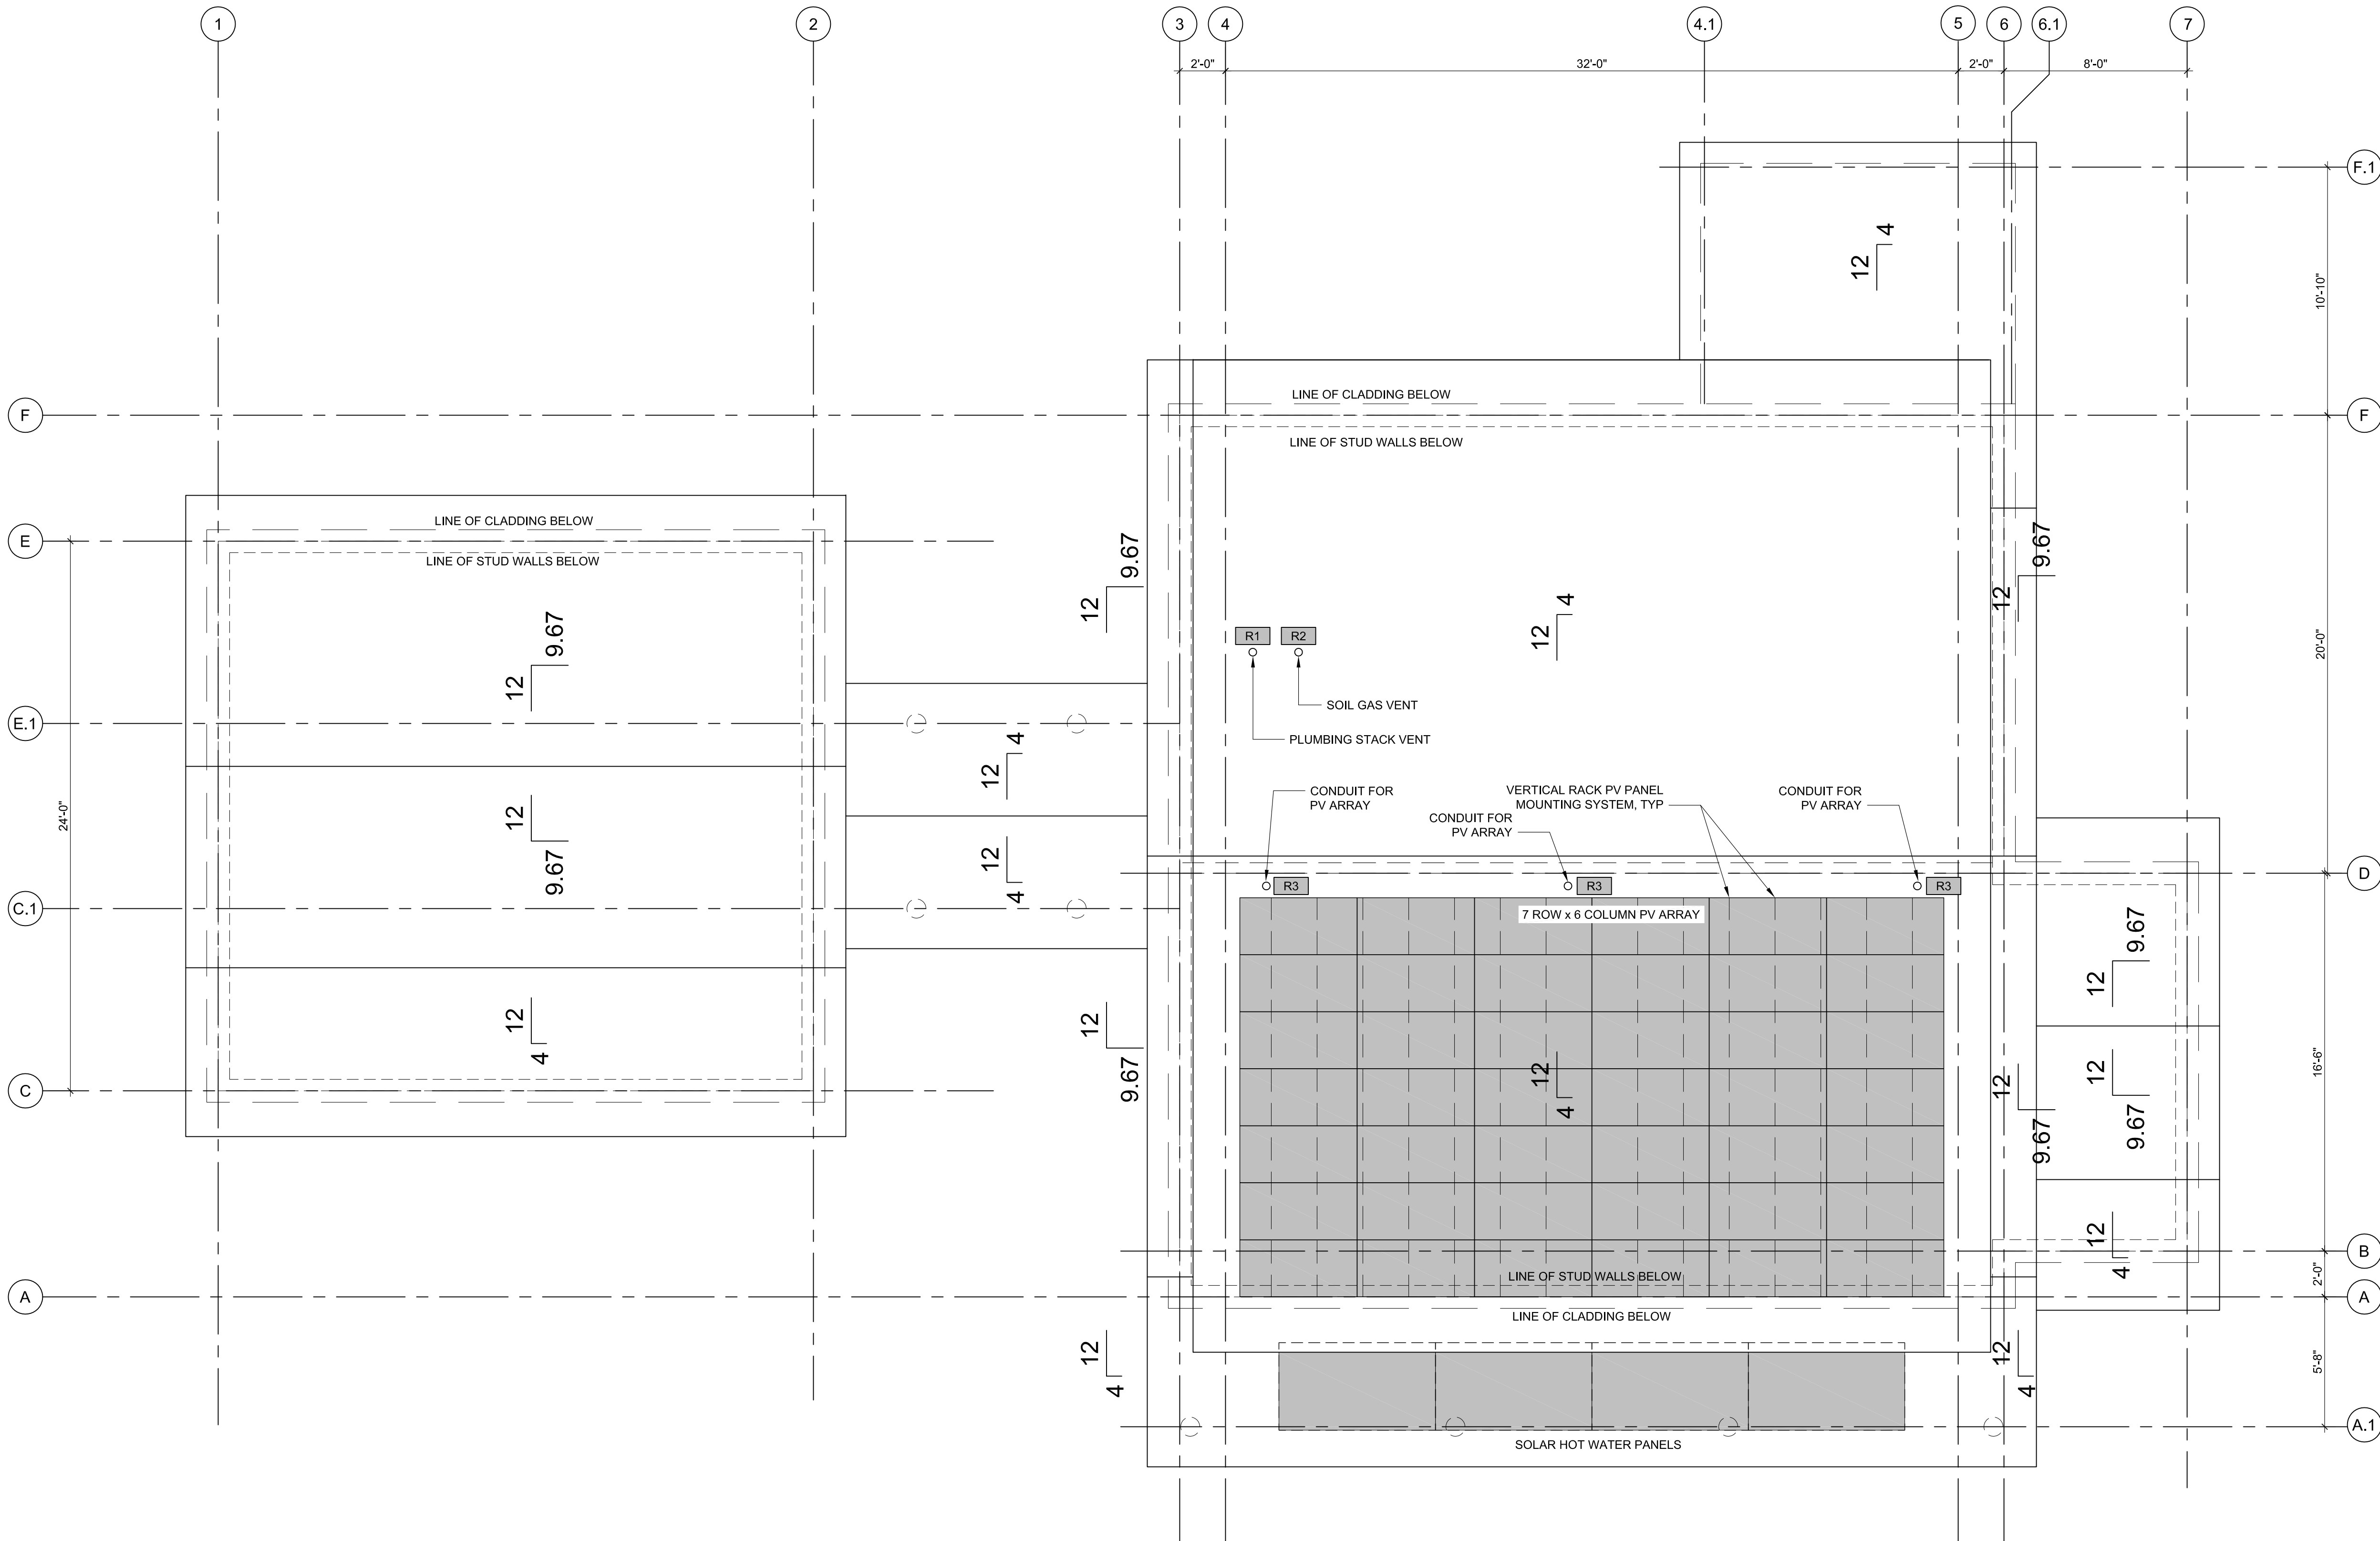 1
2
3
4
4.1
5
6
6.1
7
2'-0"
32'-0"
2'-0"
8'-0"
F.1
10'-10"
12
4
LINE OF CLADDING BELOW
F
F
LINE OF STUD WALLS BELOW
LINE OF CLADDING BELOW
E
LINE OF STUD WALLS BELOW
12
9.67
12
9.67
12
9.67
12
4
R1
R2
20'-0"
SOIL GAS VENT
E.1
PLUMBING STACK VENT
12
4
24'-0"
12
9.67
CONDUIT FOR
PV ARRAY
VERTICAL RACK PV PANEL
MOUNTING SYSTEM, TYP
CONDUIT FOR
PV ARRAY
CONDUIT FOR
PV ARRAY
12
4
D
R3
R3
R3
C.1
7 ROW x 6 COLUMN PV ARRAY
12
9.67
12
4
12
9.67
12
4
12
9.67
12
9.67
16'-6"
C
12
4
B
LINE OF STUD WALLS BELOW
2'-0"
A
A
LINE OF CLADDING BELOW
12
4
12
4
5'-8"
A.1
SOLAR HOT WATER PANELS